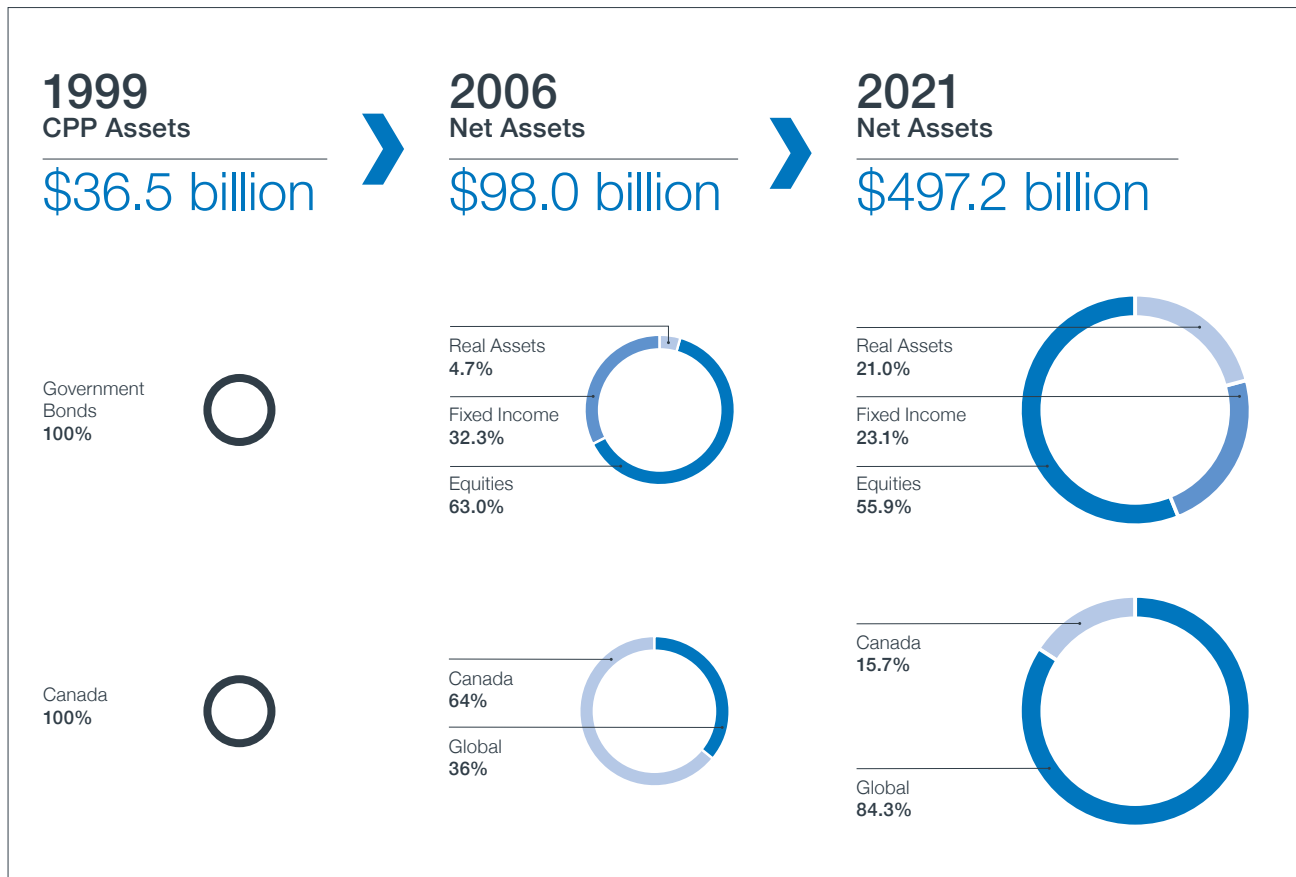 1999
CPP Assets
$36.5 billion
Government
Bonds
100%
Canada
100%
2006
Net Assets
$98.0 billion
Real Assets
4.7%
Fixed Income
32.3%
Equities
63.0%
Canada
64%
Global
36%
2021
Net Assets
$497.2 billion
Real Assets
21.0%
Fixed Income
23.1%
Equities
55.9%
Canada
15.7%
Global
84.3%